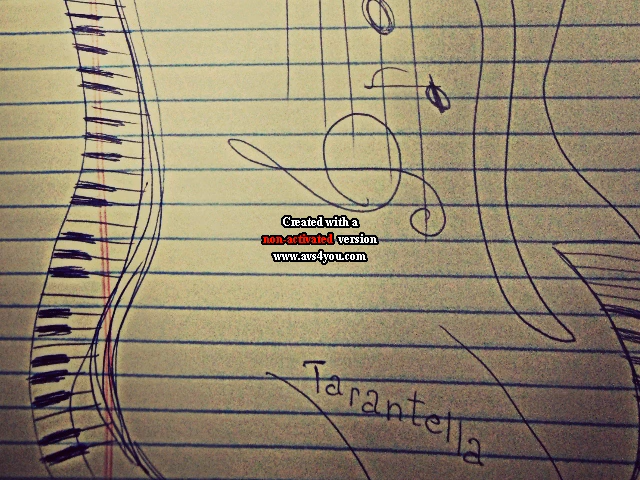 Created with a
non-activated version
www.avs4you.com
Tarantella